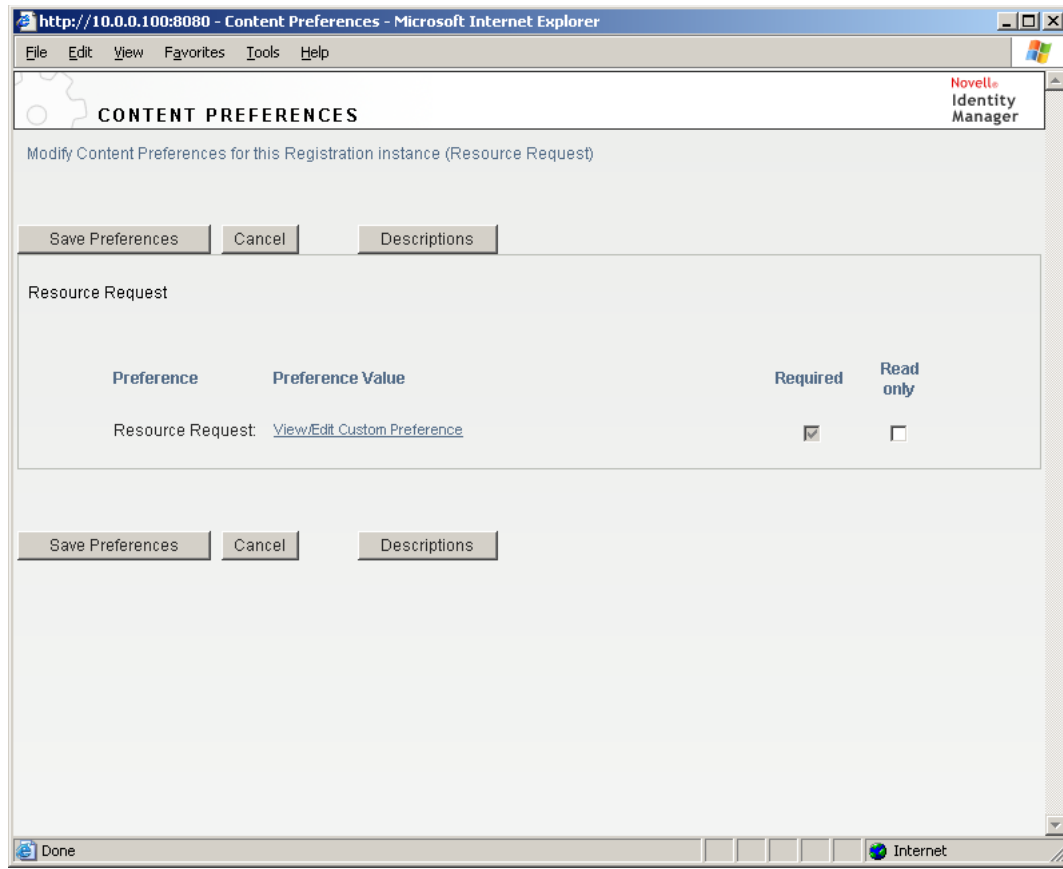 http://10.0.0.100:8080 - Content Preferences - Microsoft Internet Explorer
File Edit View Favorites Tools Help
Novell®
Identity
Manager
CONTENT PREFERENCES
Modify Content Preferences for this Registration instance (Resource Request)
Save Preferences Cancel Descriptions
Resource Request
Preference Preference Value Required Read only
Resource Request: View/Edit Custom Preference
Save Preferences Cancel Descriptions
Done Internet